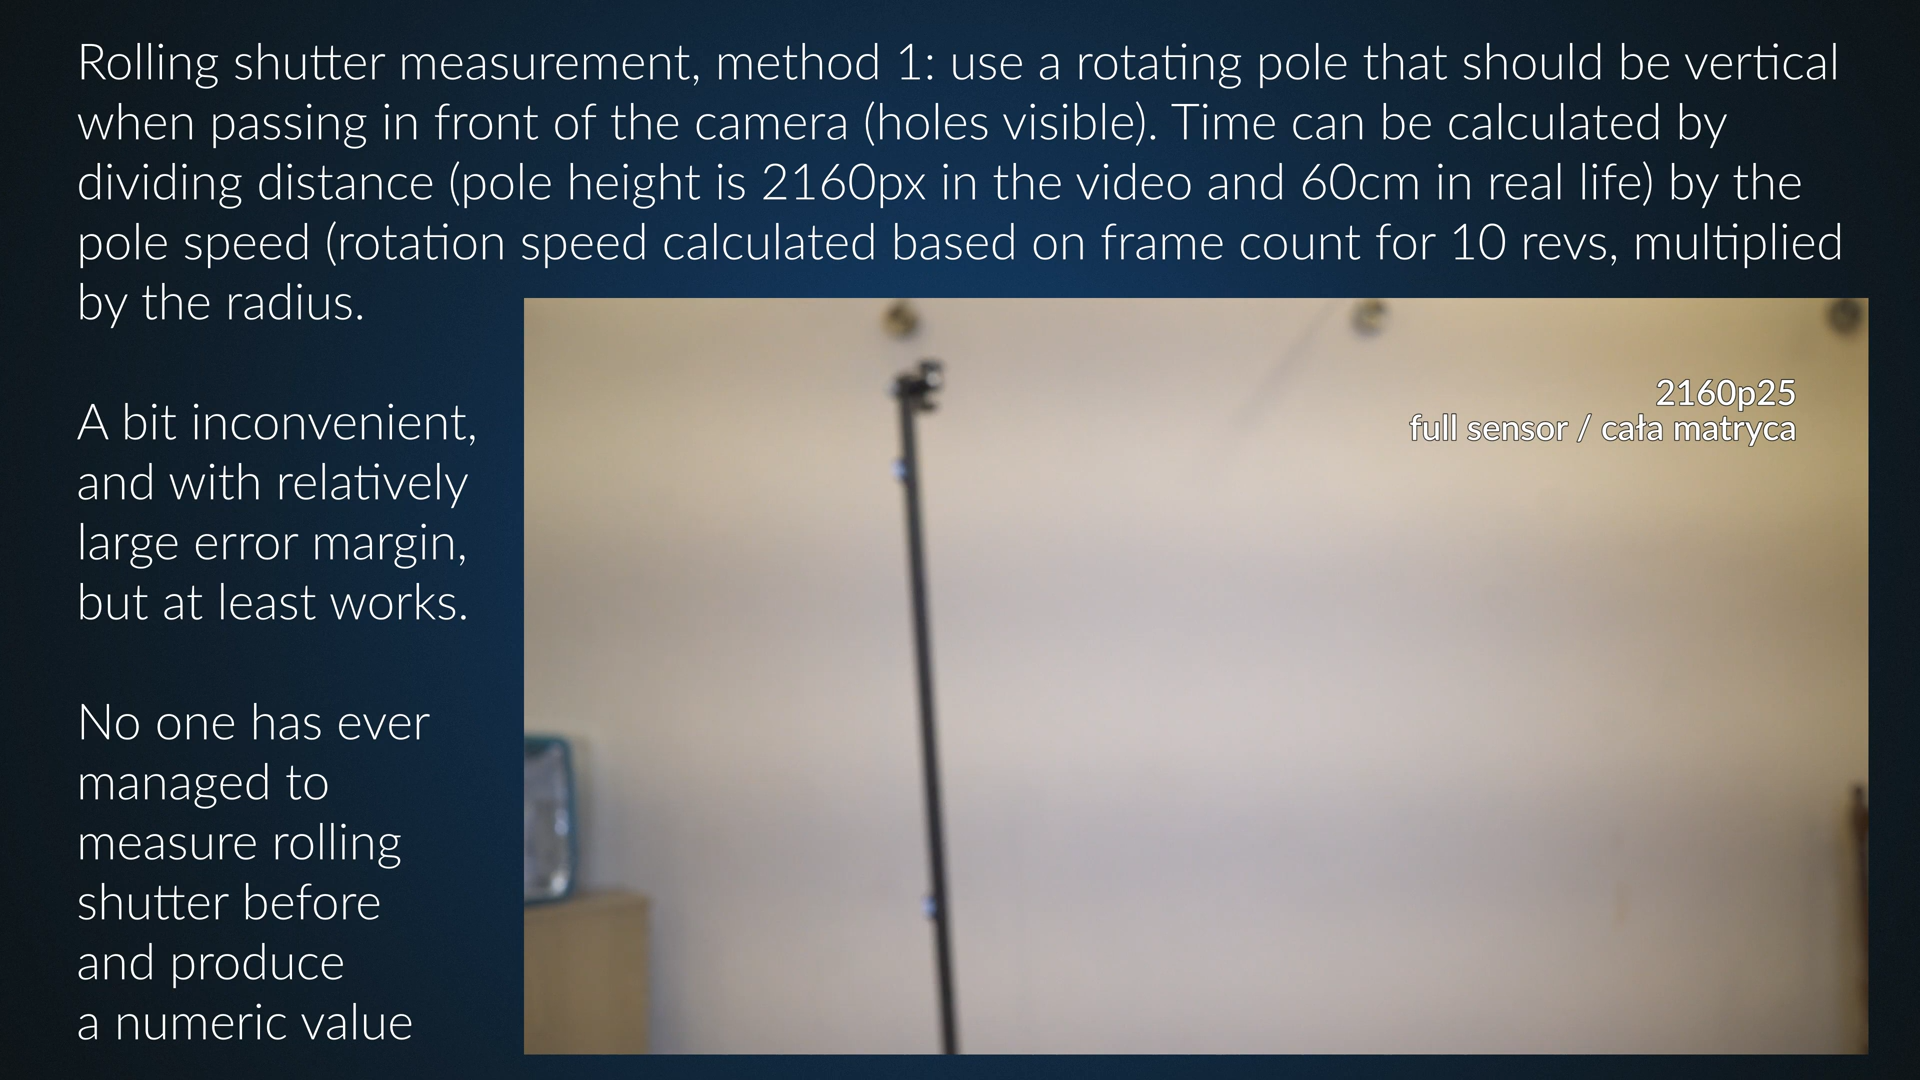 Rolling shutter measurement, method 1: use a rotating pole that should be vertical
when passing in front of the camera (holes visible). Time can be calculated by
dividing distance (pole height is 2160px in the video and 60cm in real life) by the
pole speed (rotation speed calculated based on frame count for 10 revs, multiplied
by the radius.
A bit inconvenient,
and with relatively
large error margin,
but at least works.
No one has ever
managed to
measure rolling
shutter before
and produce
a numeric value
2160p25
full sensor / cała matryca